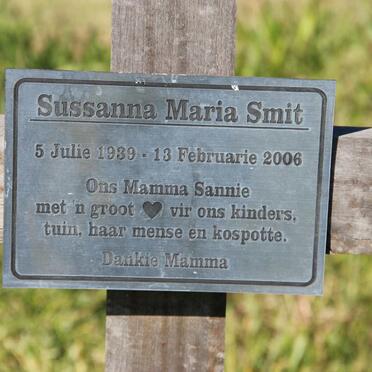 Sussanna Maria Smit
5 Julie 1939 - 13 Februarie 2006
Ons Mamma Sannie
met 'n groot ♥ vir ons kinders,
tuin, haar mense en kospotte.
Dankie Mamma